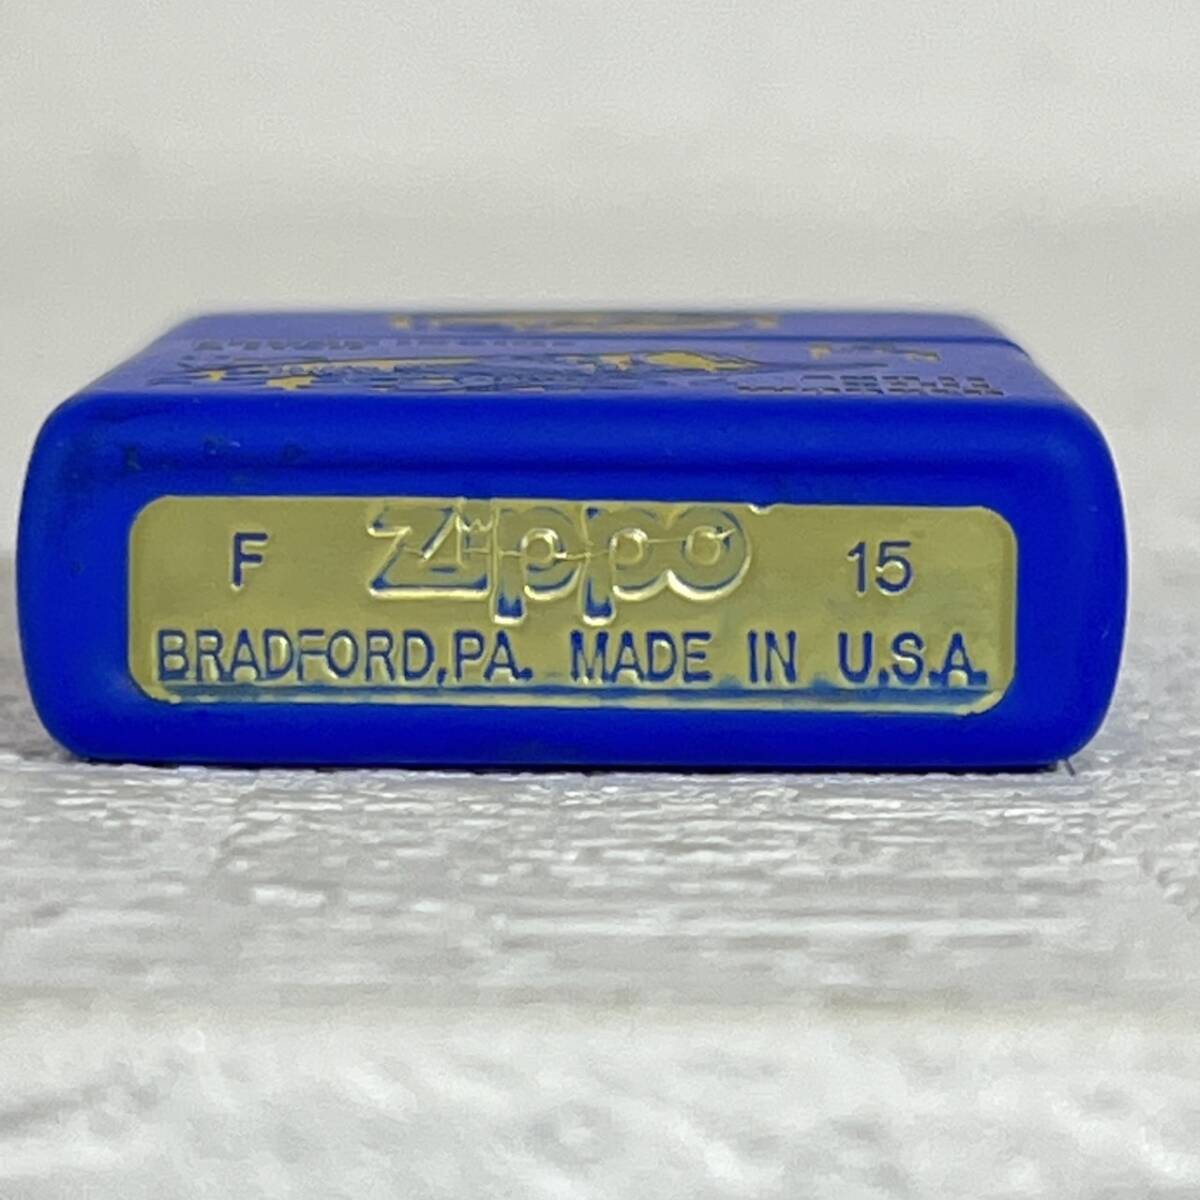 F Zippo 15
BRADFORD, PA. MADE IN U.S.A.